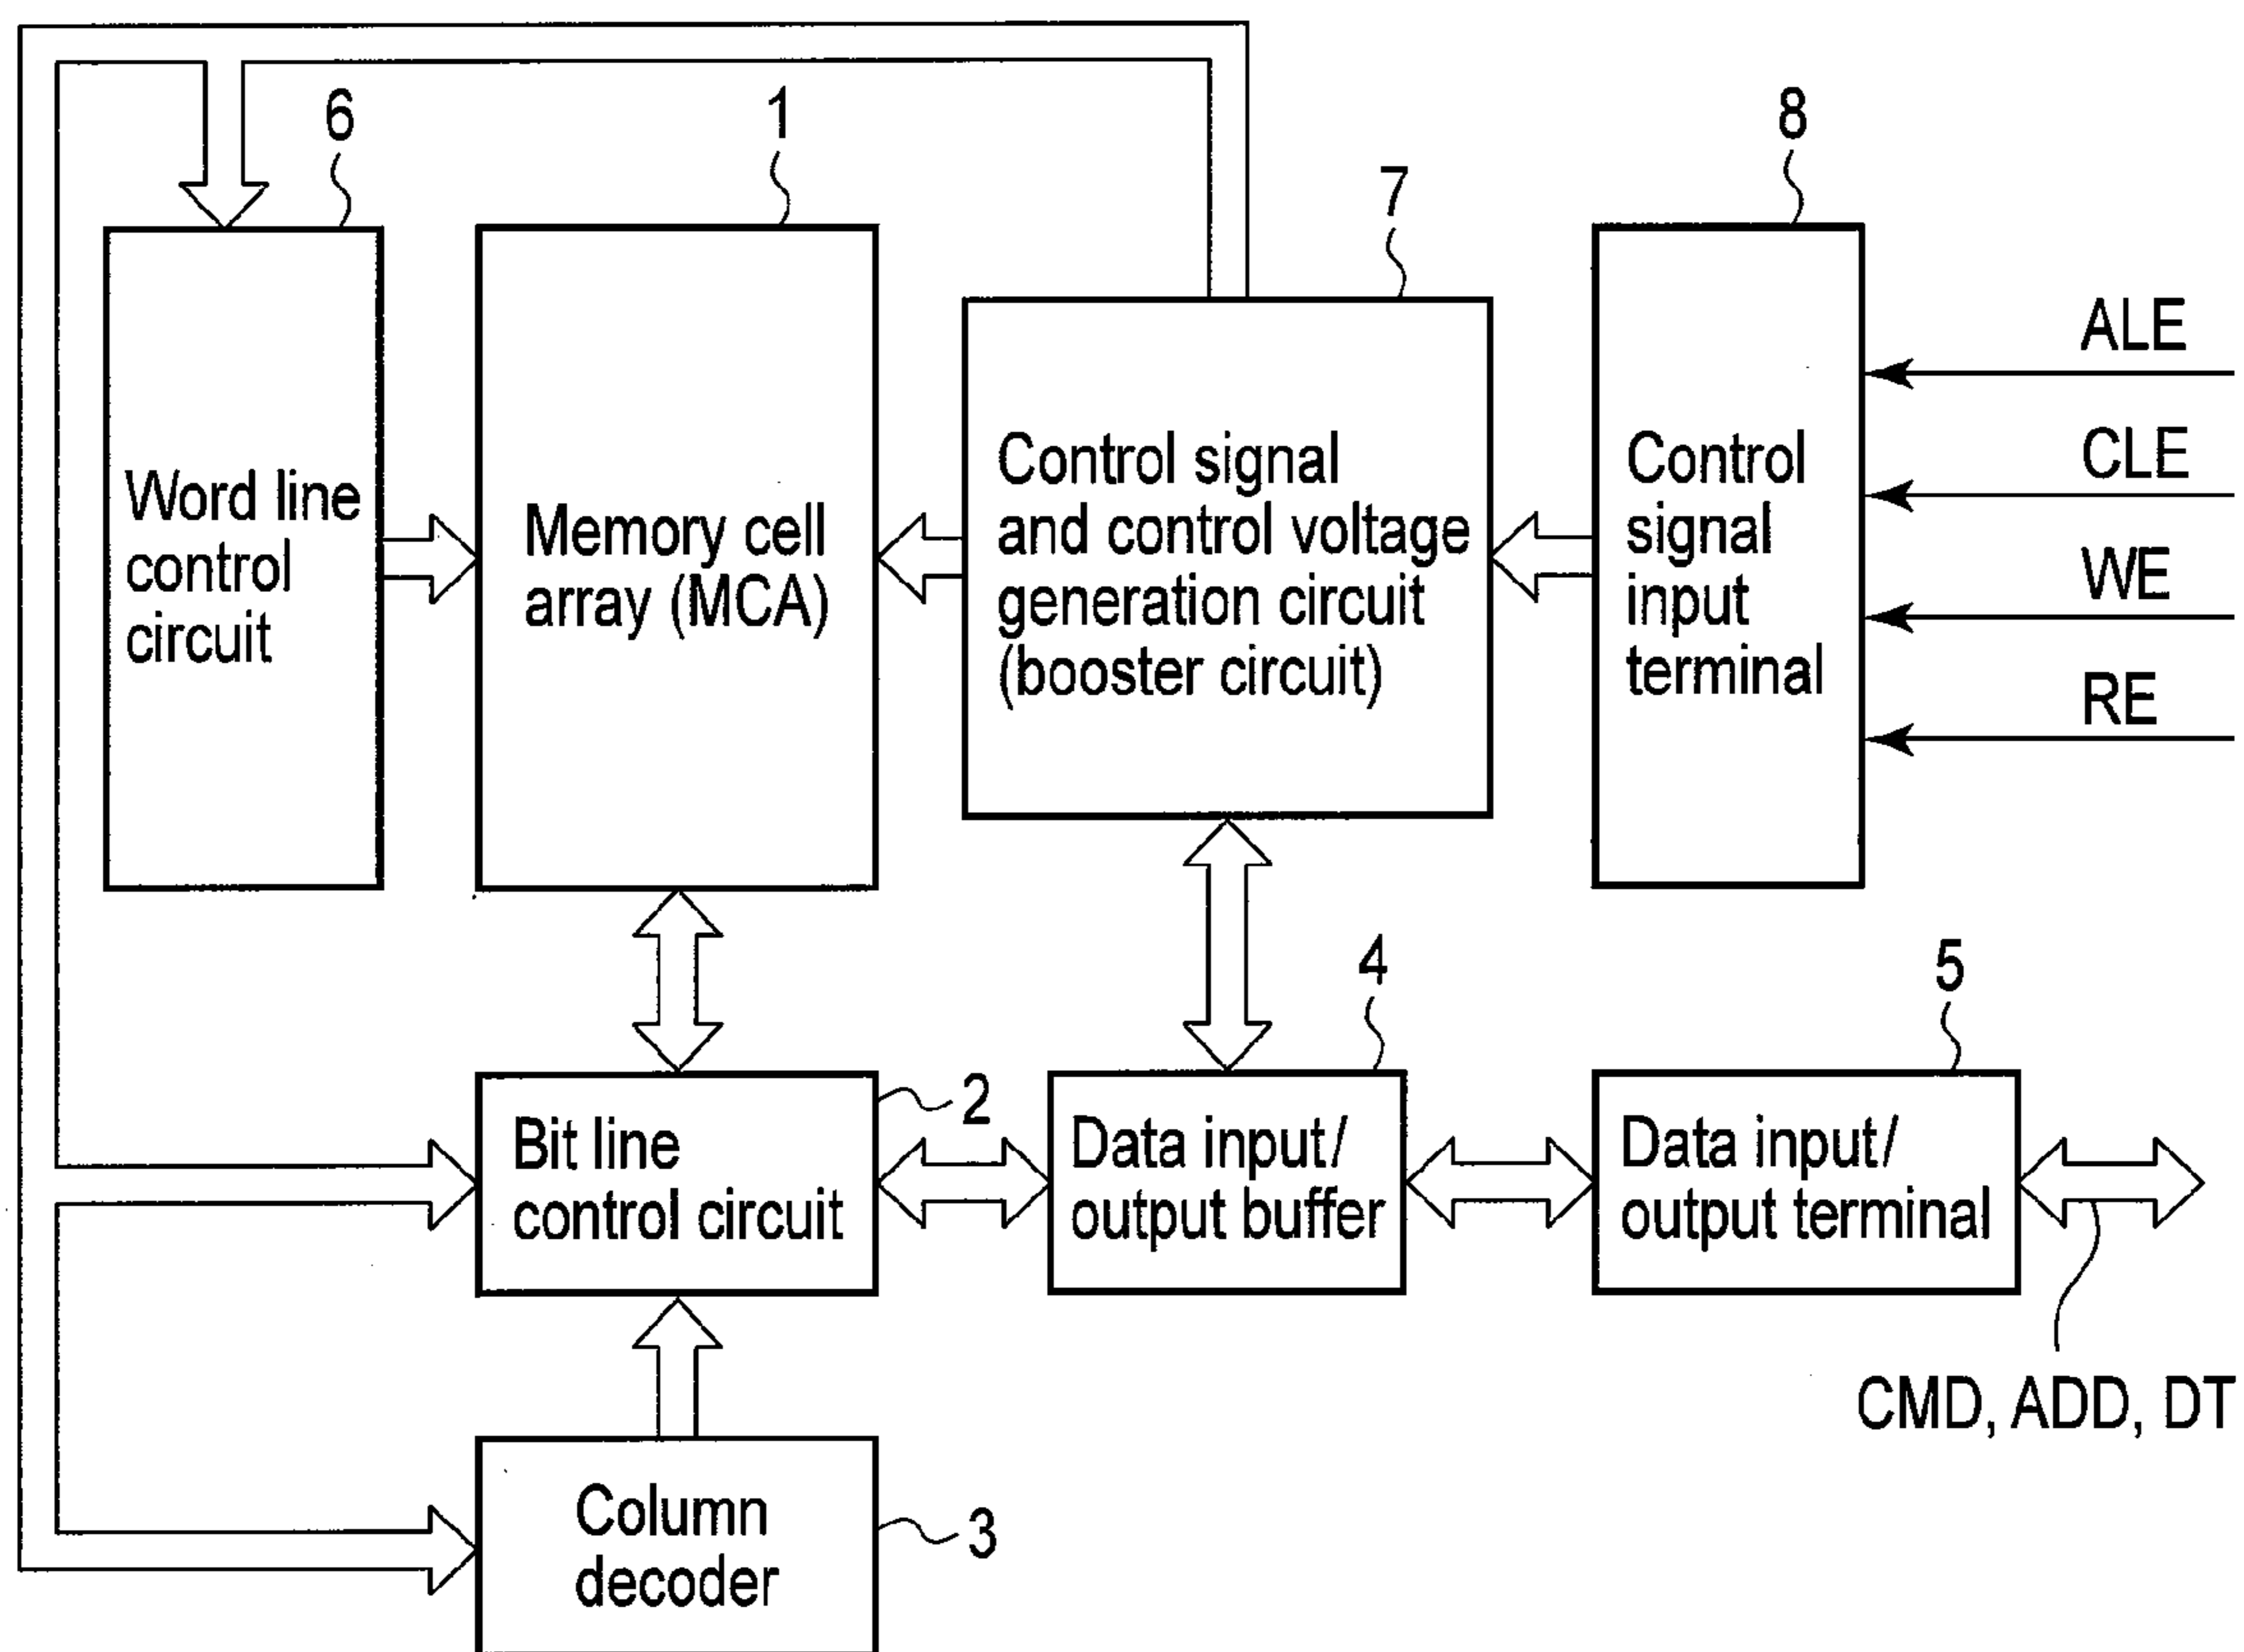 6
1
8
7
Word line
control
circuit
Memory cell
array (MCA)
Control signal
and control voltage
generation circuit
(booster circuit)
Control
signal
input
terminal
ALE
CLE
WE
RE
4
5
2
Bit line
control circuit
Data input/
output buffer
Data input/
output terminal
CMD, ADD, DT
Column
decoder
3